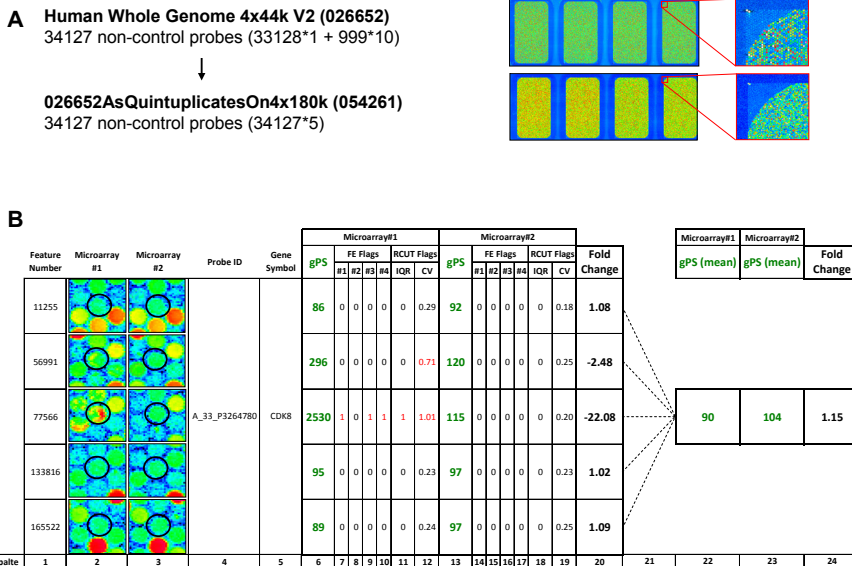 A
Human Whole Genome 4x44k V2 (026652)
34127 non-control probes (33128*1 + 999*10)
026652AsQuintuplicatesOn4x180k (054261)
34127 non-control probes (34127*5)
B
Microarray#1 Microarray#2 Microarray#1 Microarray#2
Feature Number Microarray #1 Microarray #2 Probe ID Gene Symbol gPS FE Flags RCUT Flags gPS FE Flags RCUT Flags Fold Change gPS (mean) gPS (mean) Fold Change
#1 #2 #3 #4 IQR CV #1 #2 #3 #4 IQR CV
11255 86 0 0 0 0 0 0.29 92 0 0 0 0 0 0.18 1.08
56991 296 0 0 0 0 0 0.71 120 0 0 0 0 0 0.25 -2.48
77566 A_33_P3264780 CDK8 2530 1 0 1 1 1 1.01 115 0 0 0 0 0 0.20 -22.08 90 104 1.15
133816 95 0 0 0 0 0 0.23 97 0 0 0 0 0 0.23 1.02
165522 89 0 0 0 0 0 0.24 97 0 0 0 0 0 0.25 1.09
1 2 3 4 5 6 7 8 9 10 11 12 13 14 15 16 17 18 19 20 21 22 23 24